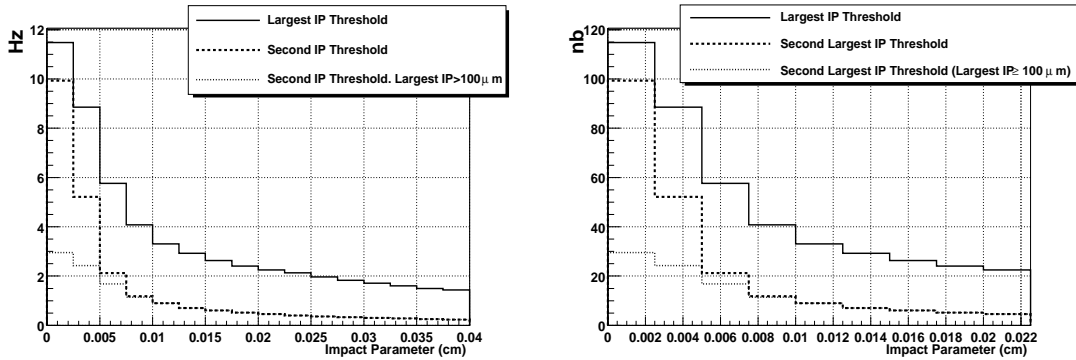 Largest IP Threshold
Second IP Threshold
Second IP Threshold. Largest IP>100μ m
Hz
12
10
8
6
4
2
0
0 0.005 0.01 0.015 0.02 0.025 0.03 0.035 0.04
Impact Parameter (cm)
Largest IP Threshold
Second Largest IP Threshold
Second Largest IP Threshold (Largest IP≥ 100 μ m)
nb
120
100
80
60
40
20
0
0 0.002 0.004 0.006 0.008 0.01 0.012 0.014 0.016 0.018 0.02 0.022
Impact Parameter (cm)